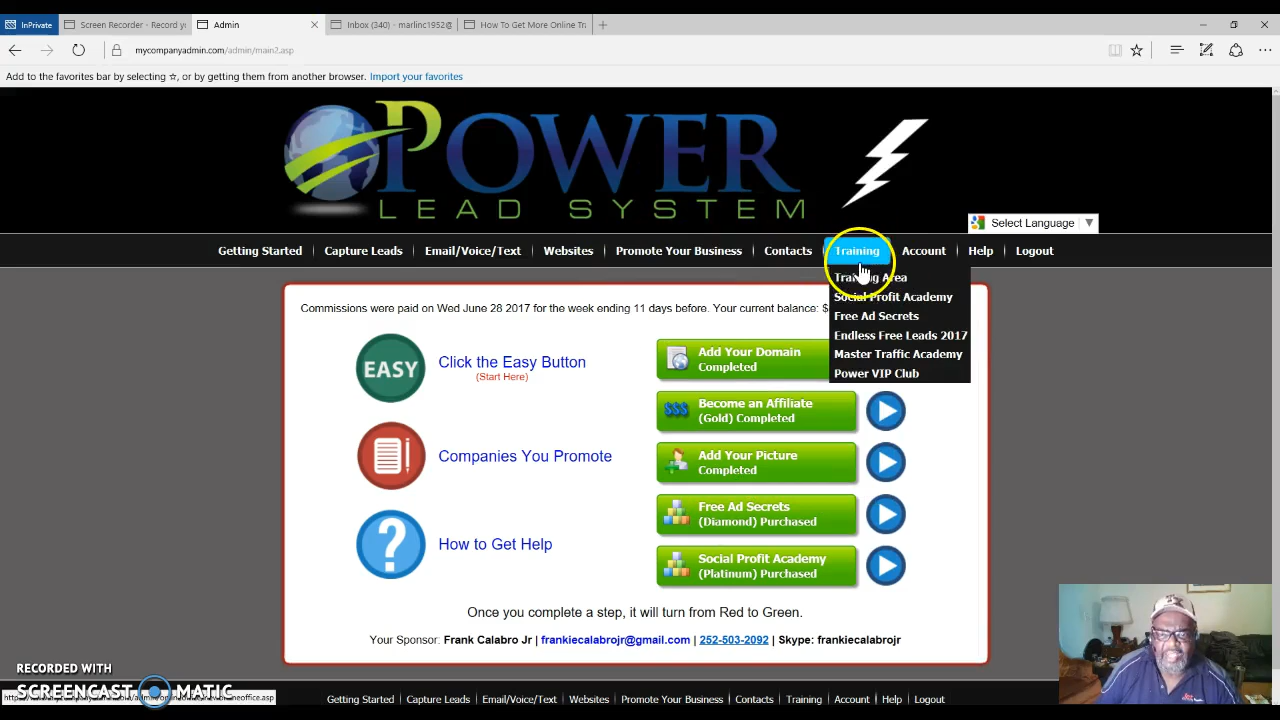 InPrivate
Screen Recorder - Record yo
Admin
Inbox (340) - marlinc1952@
How To Get More Online Tra
mycompanyadmin.com/admin/main2.asp
Add to the favorites bar by selecting ☆, or by getting them from another browser. Import your favorites
POWER
LEAD SYSTEM
Select Language
Getting Started
Capture Leads
Email/Voice/Text
Websites
Promote Your Business
Contacts
Training
Account
Help
Logout
Training Area
Social Profit Academy
Free Ad Secrets
Endless Free Leads 2017
Master Traffic Academy
Power VIP Club
Commissions were paid on Wed June 28 2017 for the week ending 11 days before. Your current balance: $
EASY
Click the Easy Button
(Start Here)
Companies You Promote
?
How to Get Help
Add Your Domain
Completed
$$$
Become an Affiliate
(Gold) Completed
Add Your Picture
Completed
Free Ad Secrets
(Diamond) Purchased
Social Profit Academy
(Platinum) Purchased
Once you complete a step, it will turn from Red to Green.
Your Sponsor: Frank Calabro Jr | frankiecalabrojr@gmail.com | 252-503-2092 | Skype: frankiecalabrojr
RECORDED WITH
SCREENCAST MATIC
Getting Started | Capture Leads | Email/Voice/Text | Websites | Promote Your Business | Contacts | Training | Account | Help | Logout